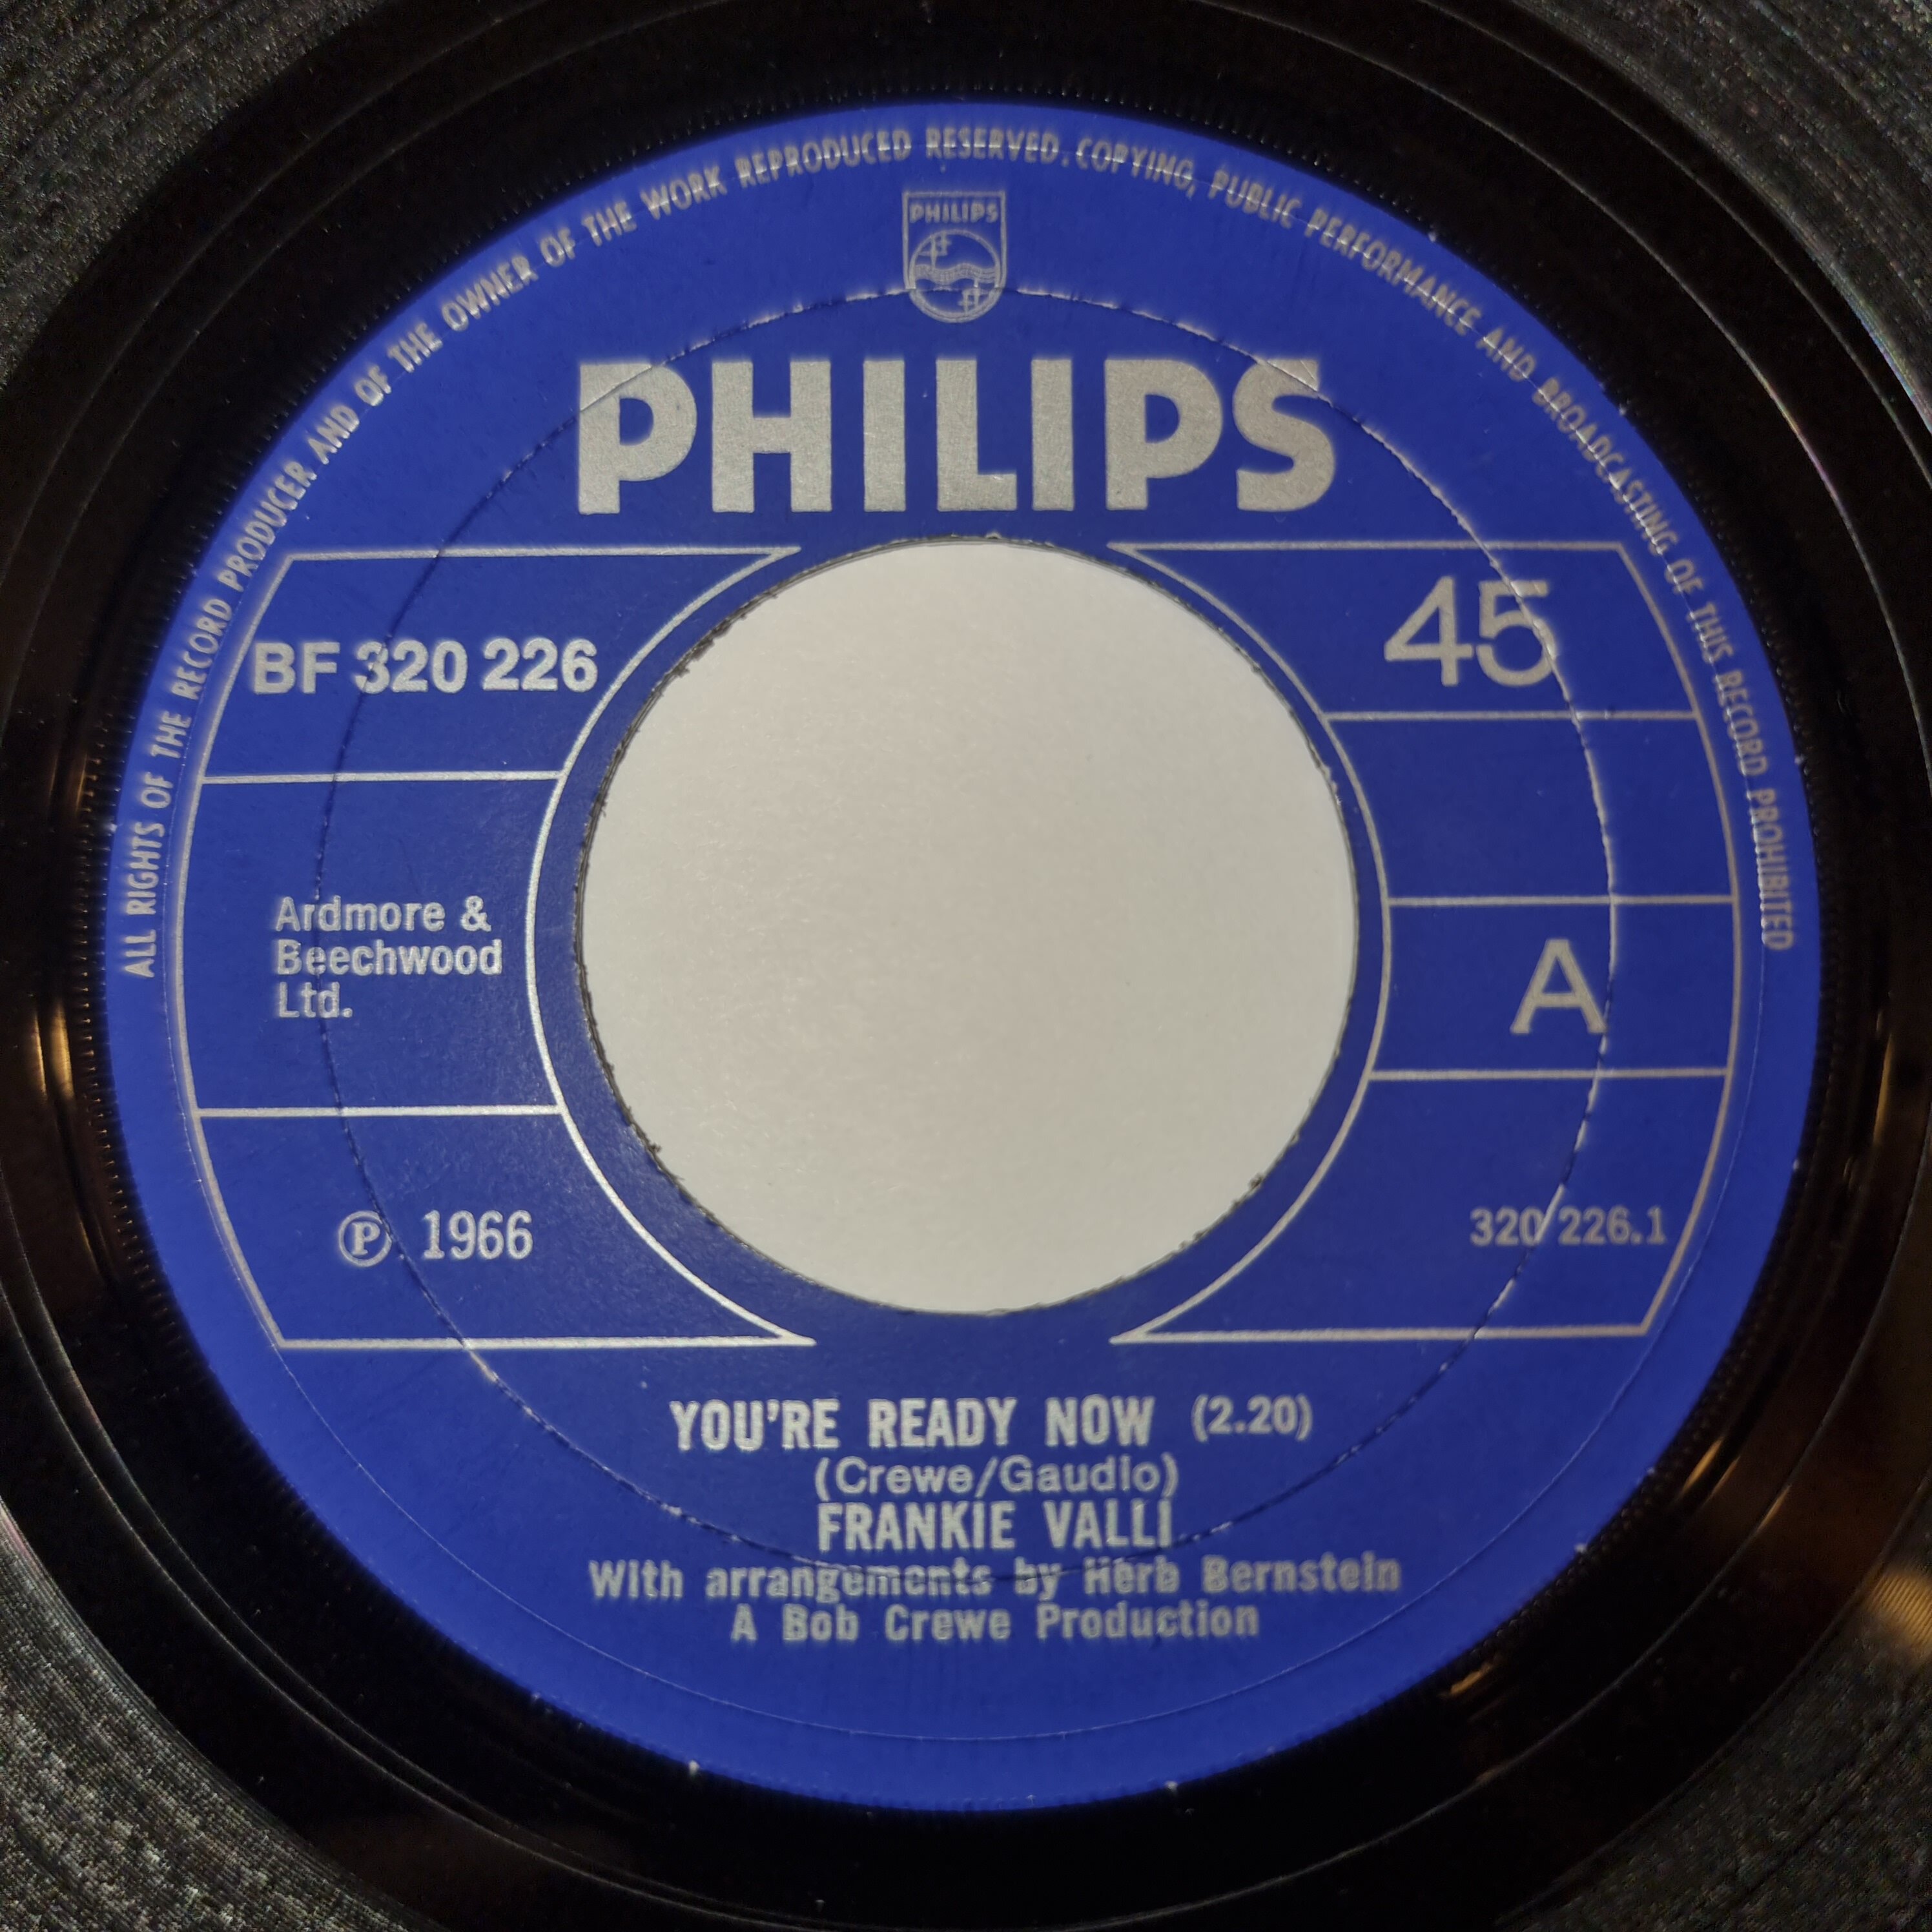 ALL RIGHTS OF THE RECORD PRODUCER AND OF THE OWNER OF THE WORK REPRODUCED RESERVED. COPYING, PUBLIC PERFORMANCE AND BROADCASTING OF THIS RECORD PROHIBITED
PHILIPS
PHILIPS
BF 320 226
45
Ardmore &
Beechwood
Ltd.
A
Ⓟ 1966
320 226.1
YOU'RE READY NOW (2.20)
(Crewe/Gaudio)
FRANKIE VALLI
With arrangements by Herb Bernstein
A Bob Crewe Production